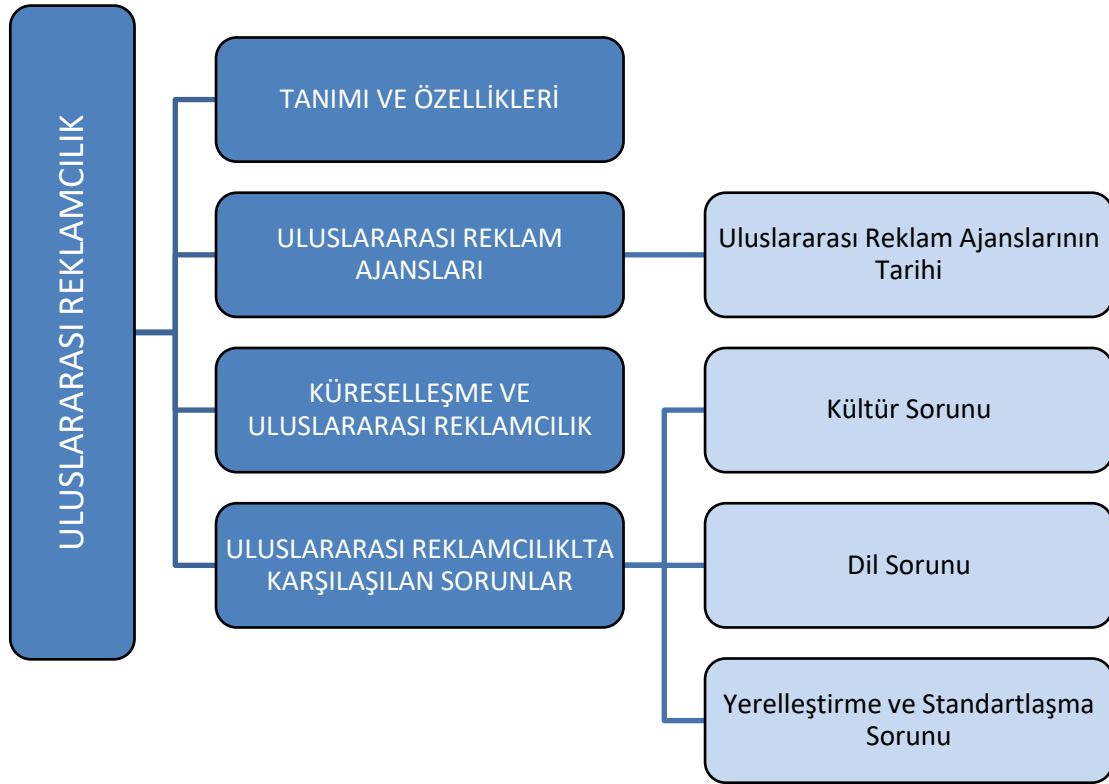 ULUSLARARASI REKLAMCILIK
TANIMI VE ÖZELLİKLERİ
ULUSLARARASI REKLAM
AJANSLARI
Uluslararası Reklam Ajanslarının
Tarihi
KÜRESELLEŞME VE
ULUSLARARASI REKLAMCILIK
ULUSLARARASI REKLAMCILIKLTA
KARŞILAŞILAN SORUNLAR
Kültür Sorunu
Dil Sorunu
Yerelleştirme ve Standartlaşma
Sorunu